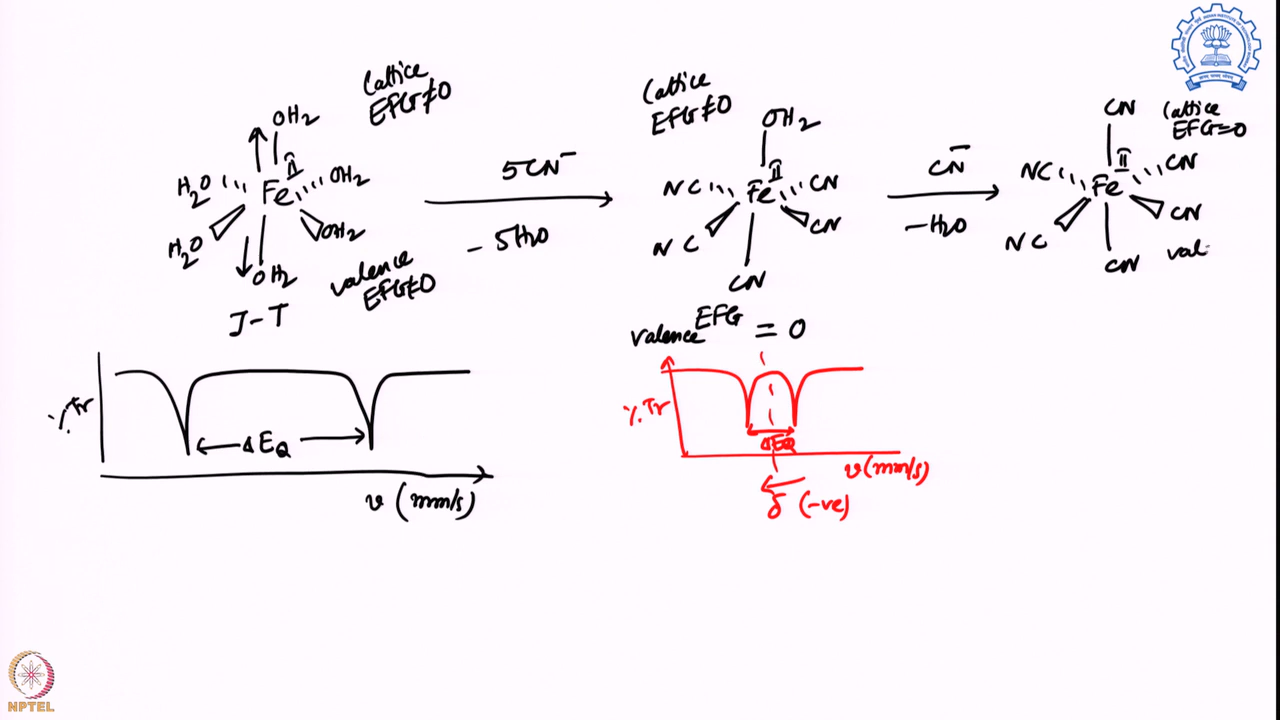 Lattice
EFG≠0
OH₂
H₂O
Fe
II
OH₂
H₂O
OH₂
OH₂
valence
EFG≠0
J-T
5CN⁻
- 5H₂O
Lattice
EFG≠0
OH₂
NC
Fe
II
CN
NC
CN
CN
valence EFG = 0
CN⁻
-H₂O
CN
Lattice
EFG=0
NC
Fe
II
CN
NC
CN
CN
val
%Tr
ΔE_Q
v (mm/s)
%Tr
ΔE_Q
v (mm/s)
δ (-ve)
NPTEL